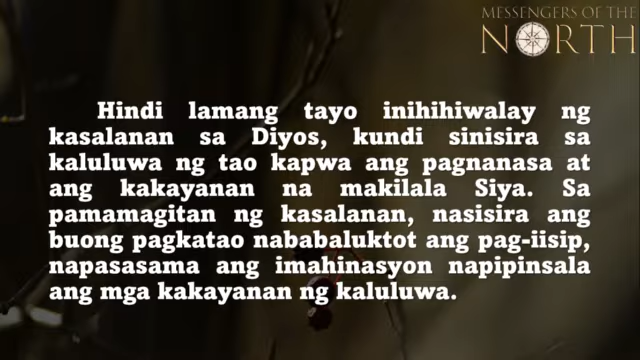 MESSENGERS OF THE
NORTH
Hindi lamang tayo inihihiwalay ng
kasalanan sa Diyos, kundi sinisira sa
kaluluwa ng tao kapwa ang pagnanasa at
ang kakayanan na makilala Siya. Sa
pamamagitan ng kasalanan, nasisira ang
buong pagkatao nababaluktot ang pag-iisip,
napasasama ang imahinasyon napipinsala
ang mga kakayanan ng kaluluwa.